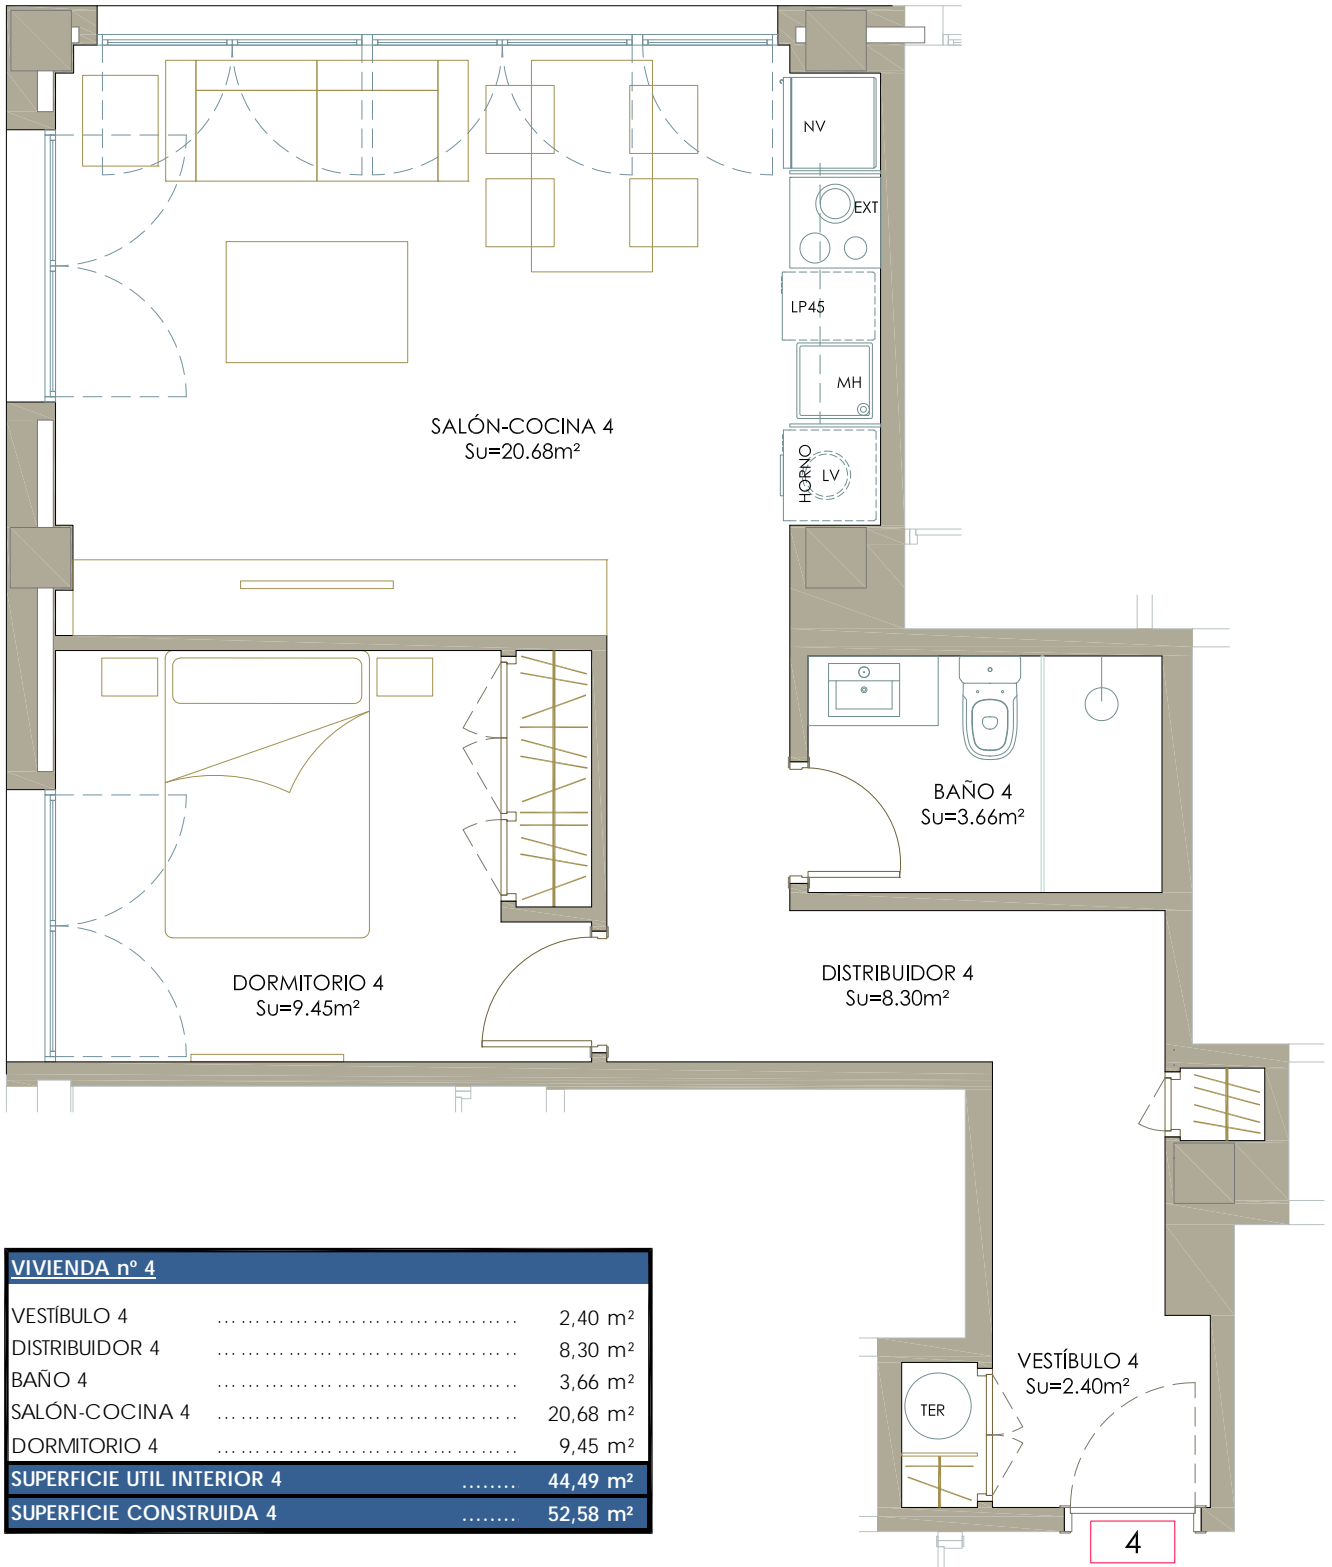 NV
EXT
LP45
MH
HORNO
LV
SALÓN-COCINA 4
Su=20.68m²
BAÑO 4
Su=3.66m²
DORMITORIO 4
Su=9.45m²
DISTRIBUIDOR 4
Su=8.30m²
VESTÍBULO 4
Su=2.40m²
TER
4
VIVIENDA nº 4
VESTÍBULO 4 ........................................ 2,40 m²
DISTRIBUIDOR 4 ........................................ 8,30 m²
BAÑO 4 ........................................ 3,66 m²
SALÓN-COCINA 4 ........................................ 20,68 m²
DORMITORIO 4 ........................................ 9,45 m²
SUPERFICIE UTIL INTERIOR 4 ........ 44,49 m²
SUPERFICIE CONSTRUIDA 4 ........ 52,58 m²